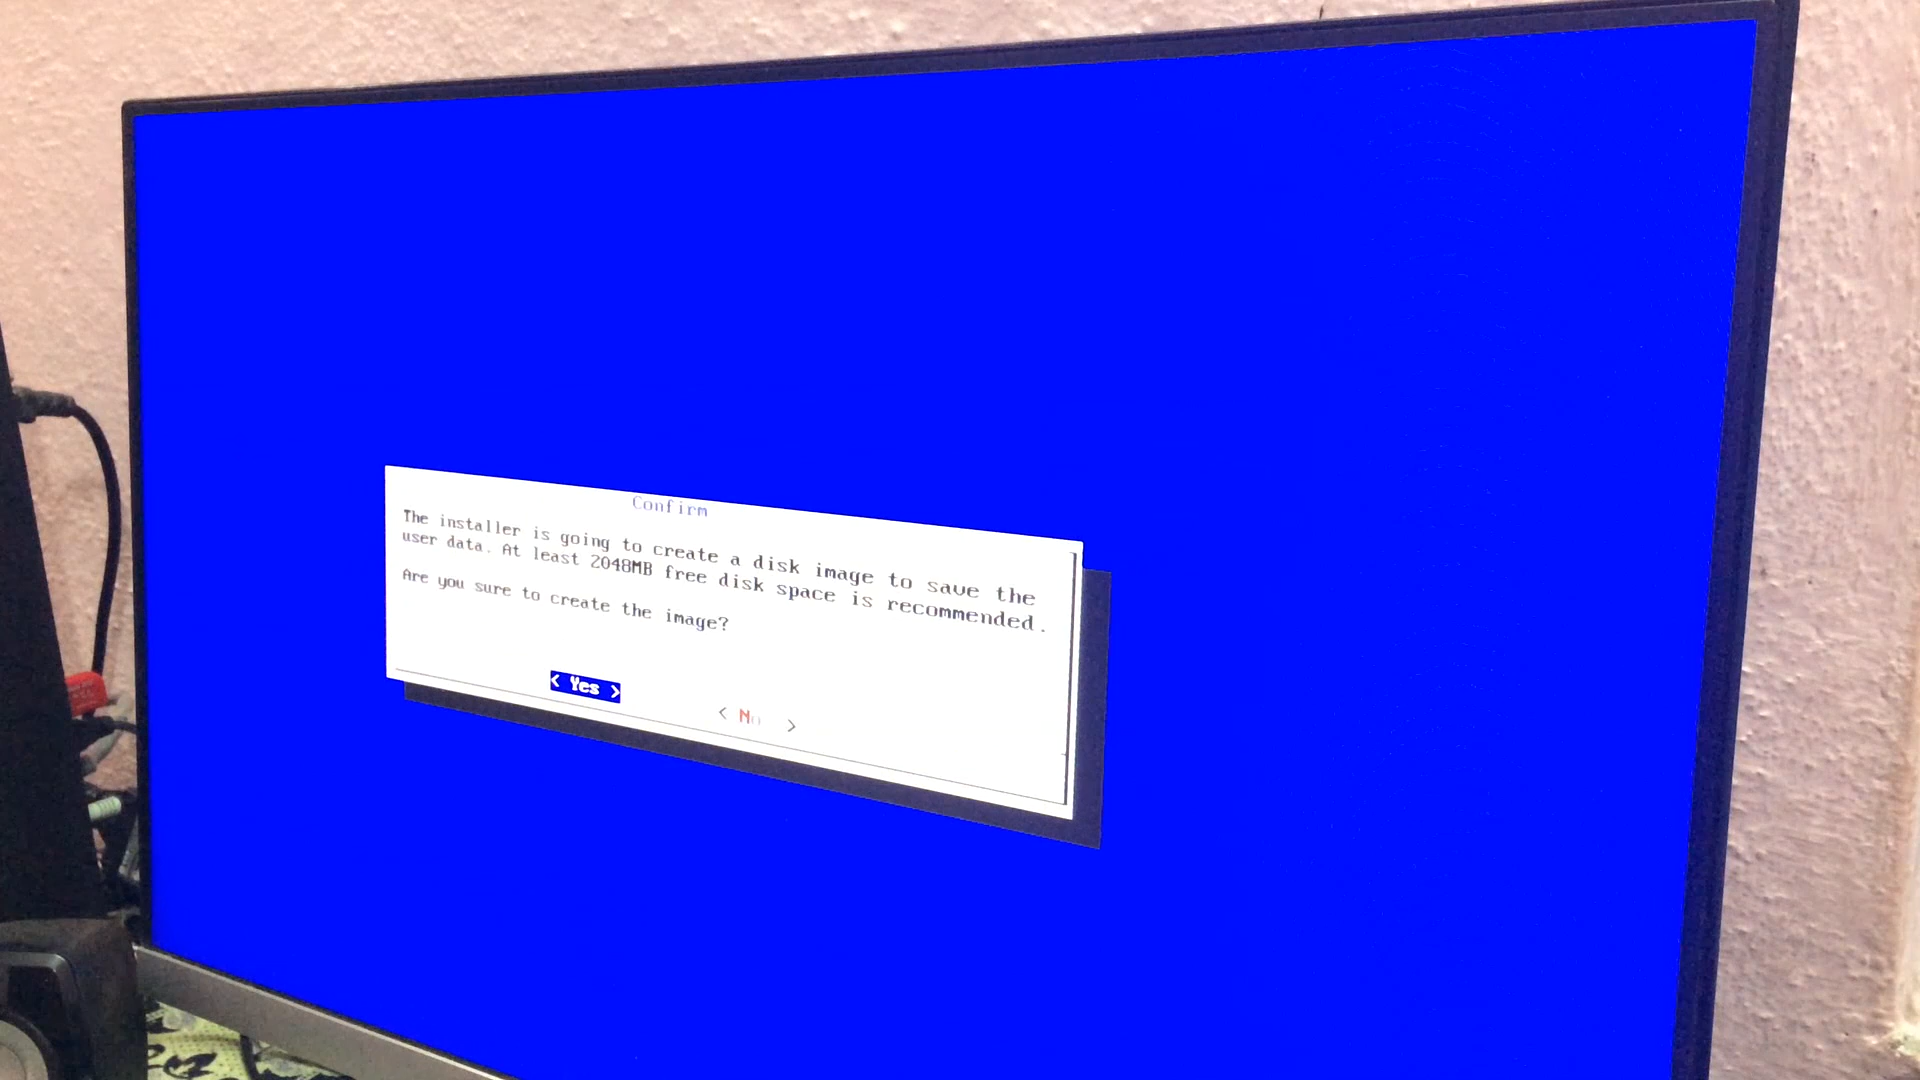 Confirm
The installer is going to create a disk image to save the
user data. At least 2048MB free disk space is recommended.
Are you sure to create the image?
< Yes >
< No >